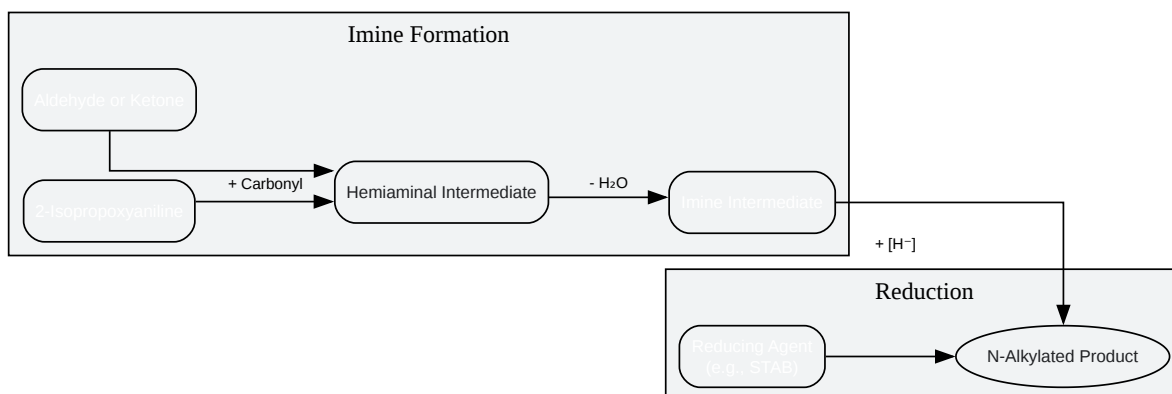 Imine Formation
Aldehyde or Ketone
+ Carbonyl
2-Isopropoxyaniline
Hemiaminal Intermediate
- H₂O
Imine Intermediate
+ [H⁻]
Reduction
Reducing Agent
(e.g., STAB)
N-Alkylated Product